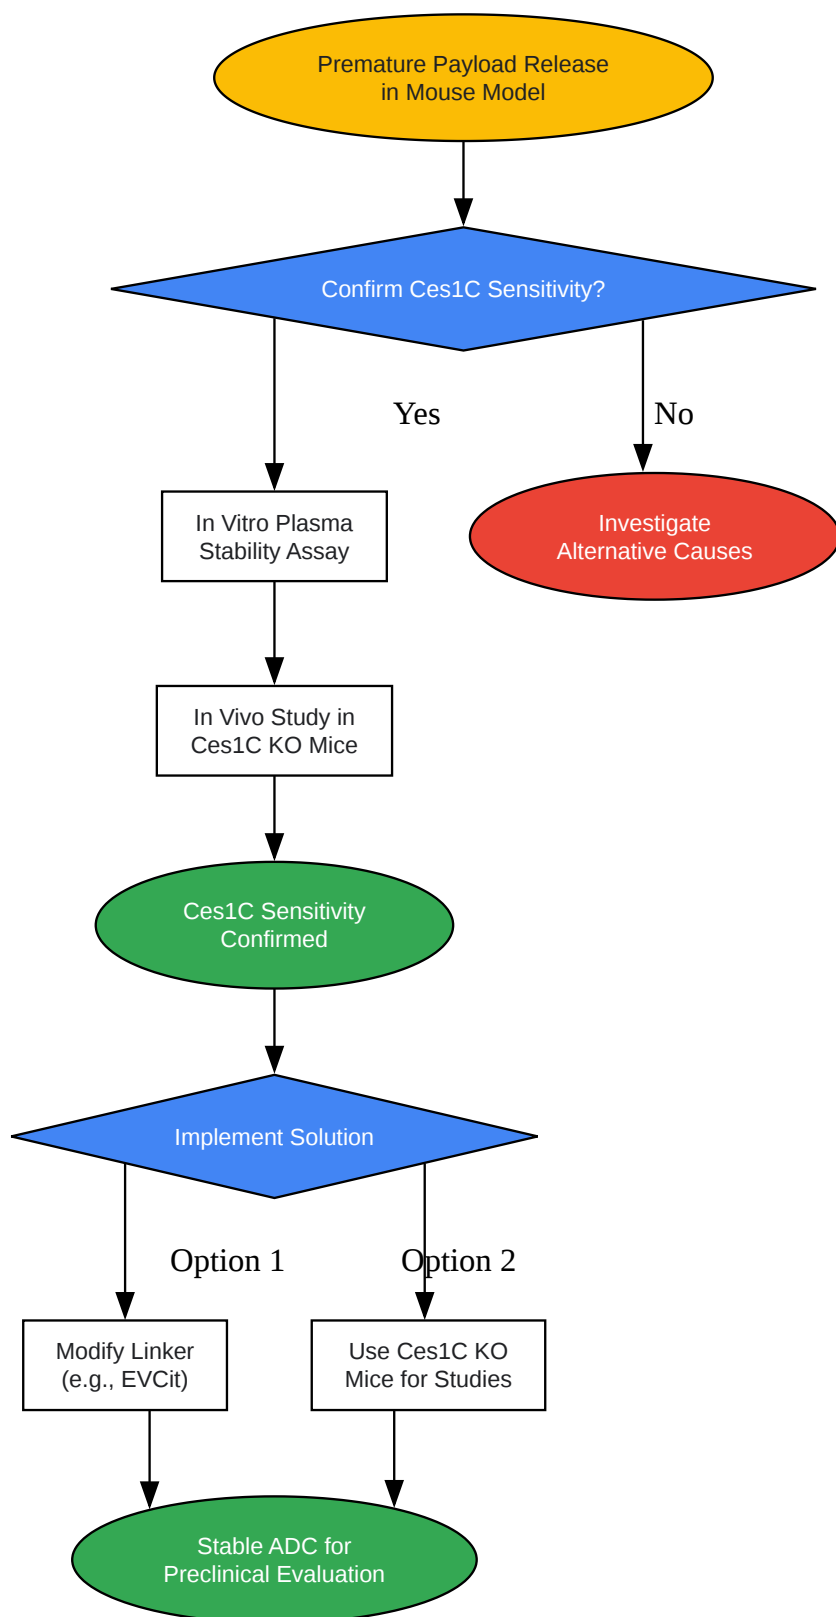 Premature Payload Release
in Mouse Model
Confirm Ces1C Sensitivity?
Yes
No
In Vitro Plasma
Stability Assay
Investigate
Alternative Causes
In Vivo Study in
Ces1C KO Mice
Ces1C Sensitivity
Confirmed
Implement Solution
Option 1
Option 2
Modify Linker
(e.g., EVCit)
Use Ces1C KO
Mice for Studies
Stable ADC for
Preclinical Evaluation